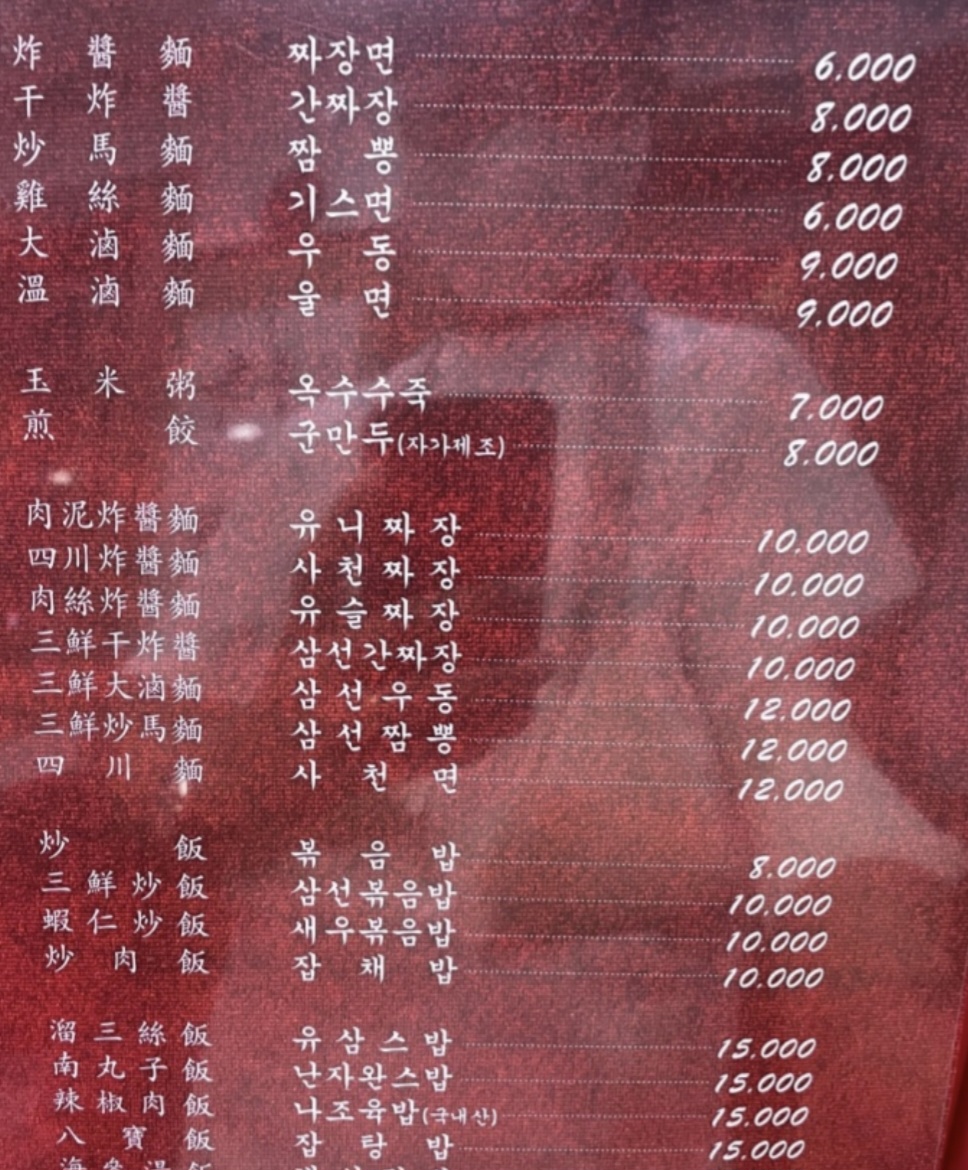 炸醬麵 짜장면 6.000
干炸醬 간짜장 8.000
炒馬麵 짬뽕 8.000
雞絲麵 기스면 6.000
大滷麵 우동 9.000
溫滷麵 울면 9.000
玉米粥 옥수수죽 7.000
煎餃 군만두(자가제조) 8.000
肉泥炸醬麵 유니짜장 10.000
四川炸醬麵 사천짜장 10.000
肉絲炸醬麵 유슬짜장 10.000
三鮮干炸醬 삼선간짜장 10.000
三鮮大滷麵 삼선우동 12.000
三鮮炒馬麵 삼선짬뽕 12.000
四川麵 사천면 12.000
炒飯 볶음밥 8.000
三鮮炒飯 삼선볶음밥 10.000
蝦仁炒飯 새우볶음밥 10.000
炒肉飯 잡채밥 10.000
溜三絲飯 유삼스밥 15.000
南丸子飯 난자완스밥 15.000
辣椒肉飯 나조육밥(국내산) 15.000
八寶飯 잡탕밥 15.000